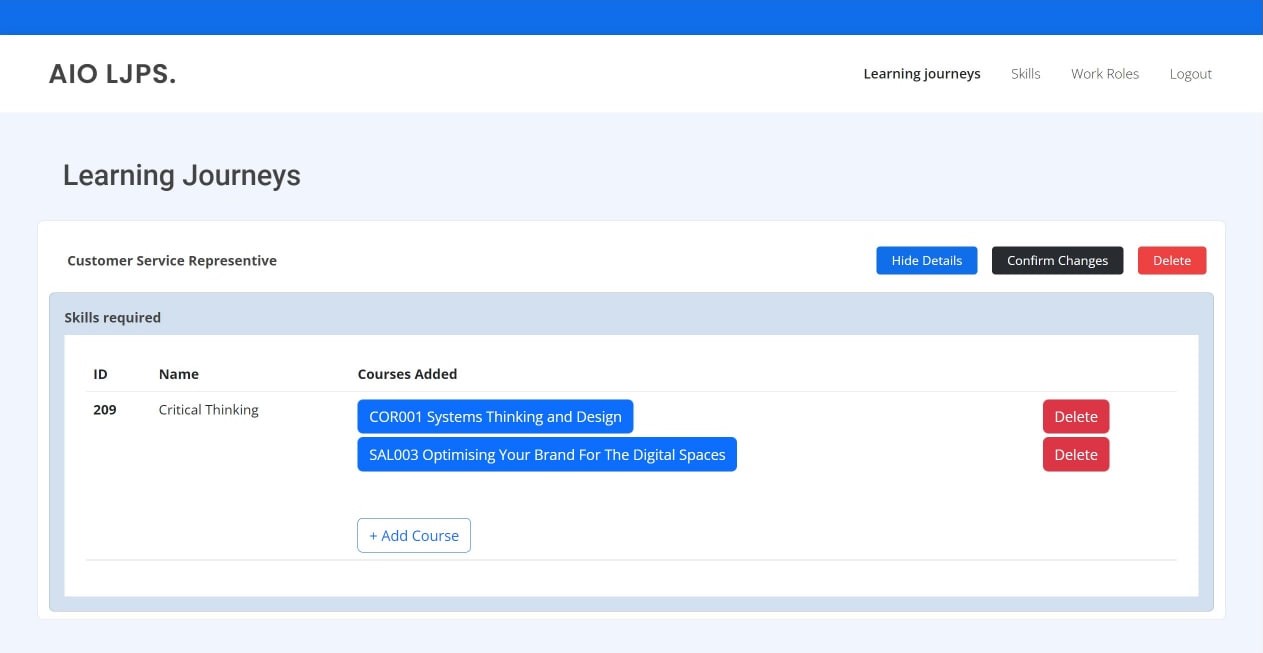 AIO LJPS.
Learning journeys Skills Work Roles Logout
Learning Journeys
Customer Service Representive Hide Details Confirm Changes Delete
Skills required
ID Name Courses Added
209 Critical Thinking COR001 Systems Thinking and Design Delete
SAL003 Optimising Your Brand For The Digital Spaces Delete
+ Add Course